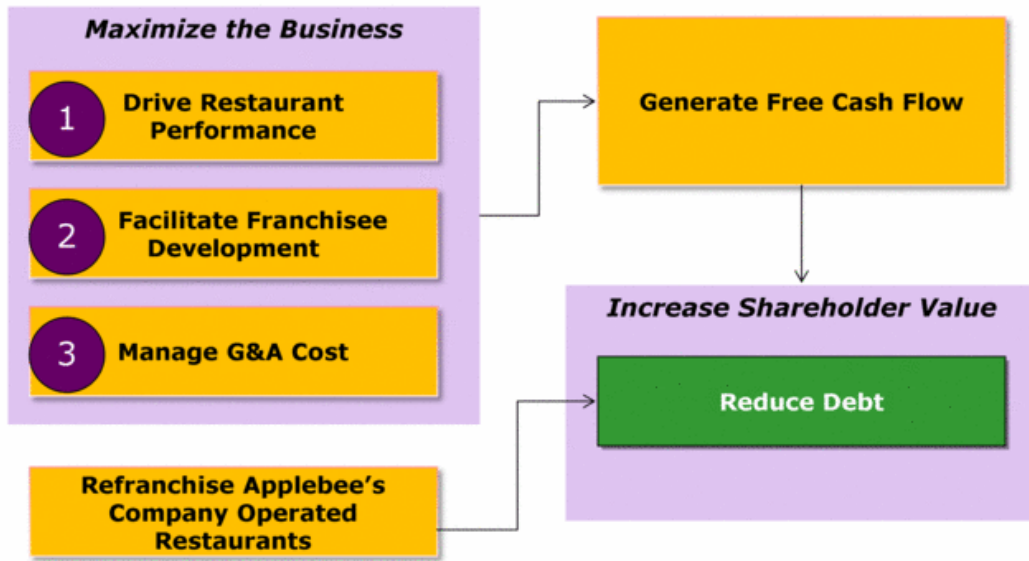 Maximize the Business
1
Drive Restaurant
Performance
2
Facilitate Franchisee
Development
3
Manage G&A Cost
Refranchise Applebee’s
Company Operated
Restaurants
Generate Free Cash Flow
Increase Shareholder Value
Reduce Debt